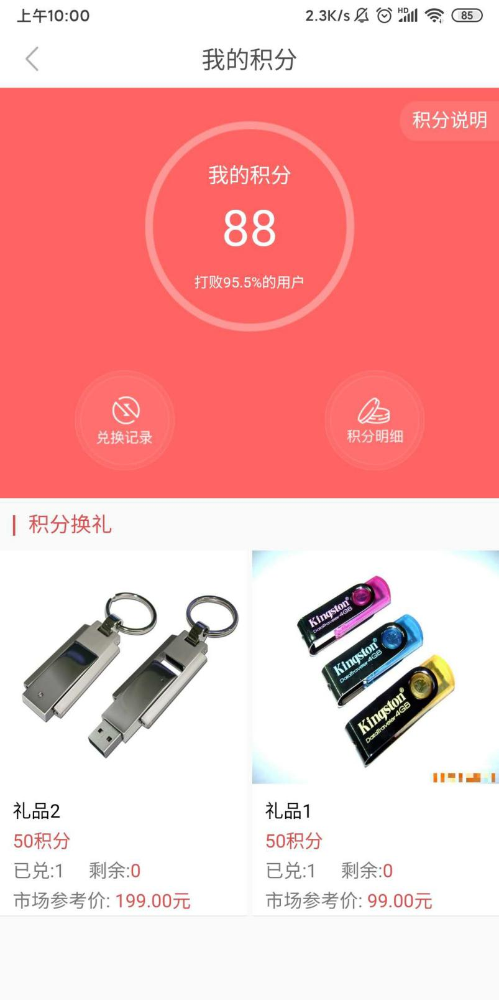 上午10:00
2.3K/s
HD
85
我的积分
积分说明
我的积分
88
打败95.5%的用户
兑换记录
积分明细
积分换礼
Kingston®
DataTraveler 4GB
Kingston®
DataTraveler 4GB
Kingston®
DataTraveler 4GB
礼品2
50积分
已兑:1 剩余:0
市场参考价: 199.00元
礼品1
50积分
已兑:1 剩余:0
市场参考价: 99.00元